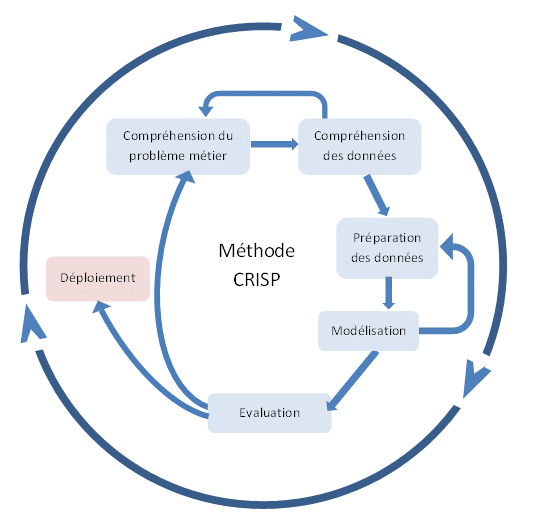 Compréhension du
problème métier
Compréhension
des données
Préparation
des données
Méthode
CRISP
Déploiement
Modélisation
Evaluation